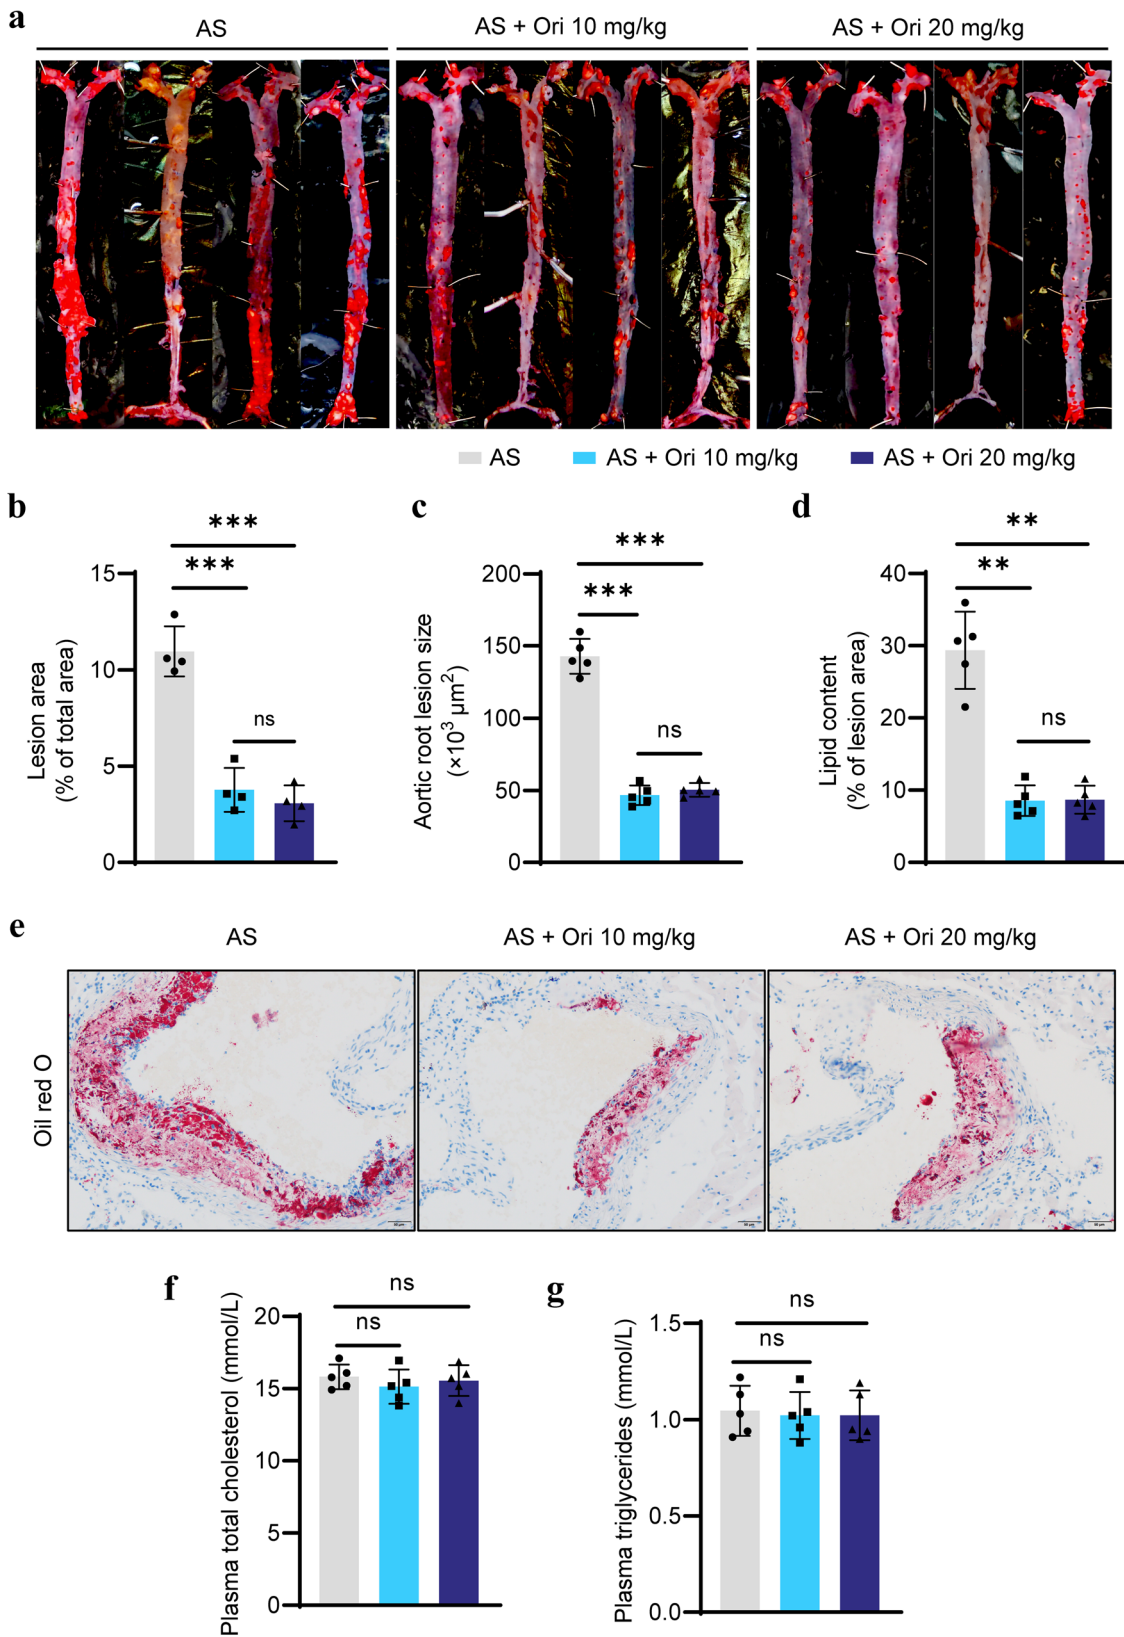 a
AS
AS + Ori 10 mg/kg
AS + Ori 20 mg/kg
AS
AS + Ori 10 mg/kg
AS + Ori 20 mg/kg
b
Lesion area
(% of total area)
15
10
5
0
***
***
ns
c
Aortic root lesion size
(×10³ µm²)
200
150
100
50
0
***
***
ns
d
Lipid content
(% of lesion area)
40
30
20
10
0
**
**
ns
e
AS
AS + Ori 10 mg/kg
AS + Ori 20 mg/kg
Oil red O
f
Plasma total cholesterol (mmol/L)
20
15
10
5
0
ns
ns
g
Plasma triglycerides (mmol/L)
1.5
1.0
0.5
0.0
ns
ns